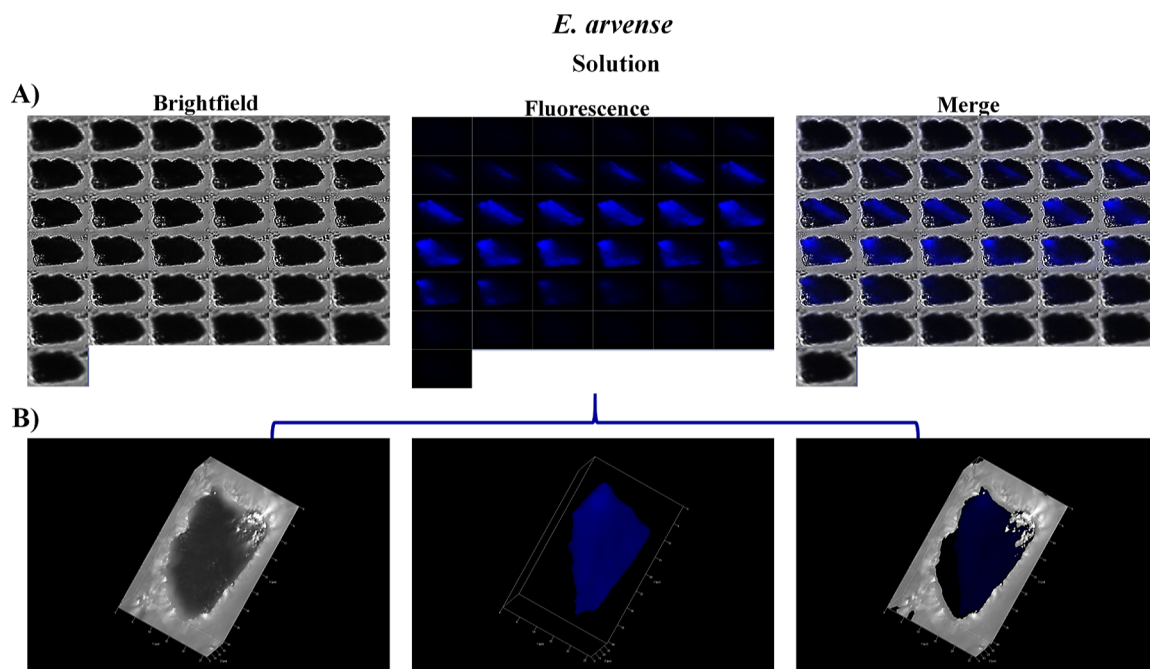 E. arvense
Solution
A)
Brightfield
Fluorescence
Merge
B)